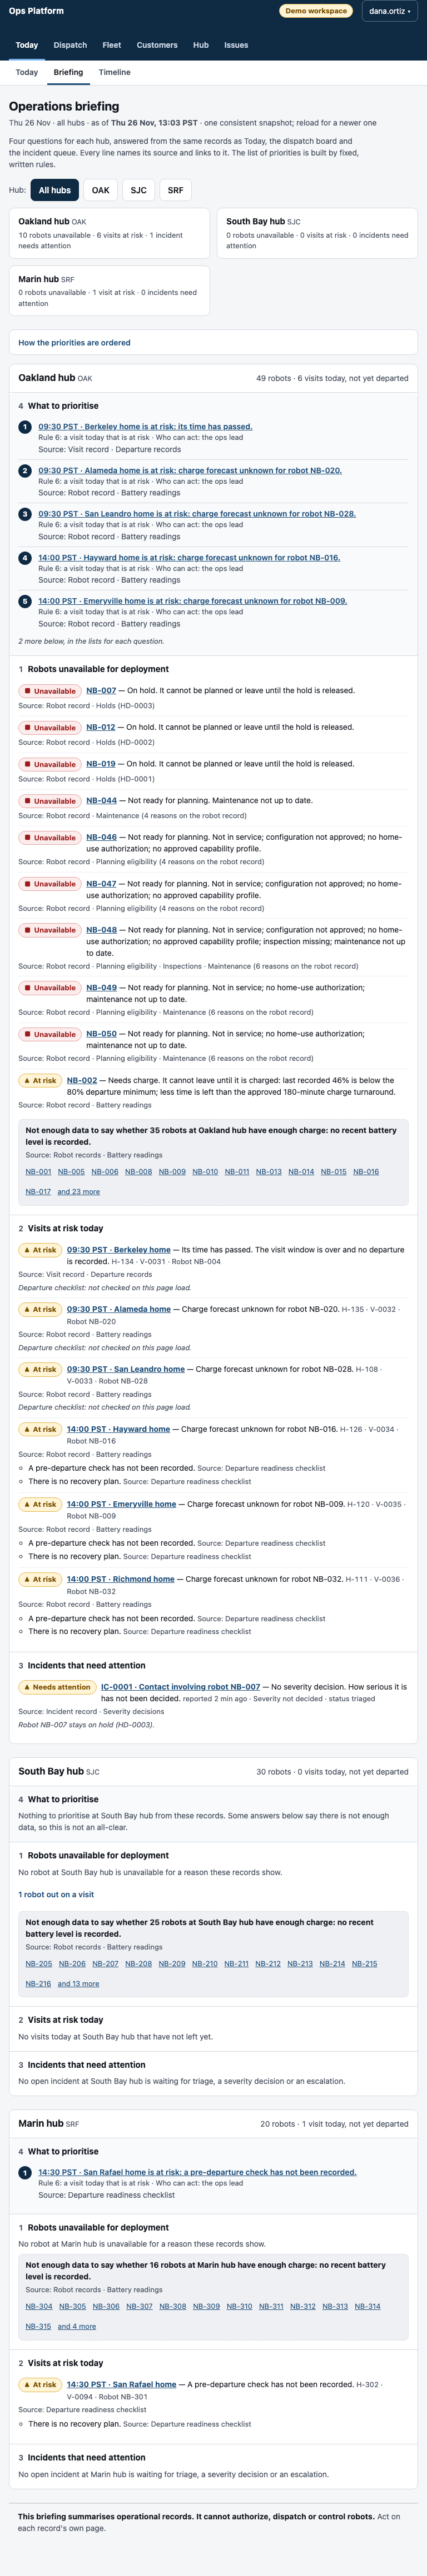 Ops Platform
Demo workspace
dana.ortiz ▾
Today Dispatch Fleet Customers Hub Issues
Today Briefing Timeline
Operations briefing
Thu 26 Nov · all hubs · as of Thu 26 Nov, 13:03 PST · one consistent snapshot; reload for a newer one
Four questions for each hub, answered from the same records as Today, the dispatch board and
the incident queue. Every line names its source and links to it. The list of priorities is built by fixed,
written rules.
Hub: All hubs OAK SJC SRF
Oakland hub OAK
10 robots unavailable · 6 visits at risk · 1 incident
needs attention
South Bay hub SJC
0 robots unavailable · 0 visits at risk · 0 incidents need
attention
Marin hub SRF
0 robots unavailable · 1 visit at risk · 0 incidents need
attention
How the priorities are ordered
Oakland hub OAK
49 robots · 6 visits today, not yet departed
4 What to prioritise
1 09:30 PST · Berkeley home is at risk: its time has passed.
Rule 6: a visit today that is at risk · Who can act: the ops lead
Source: Visit record · Departure records
2 09:30 PST · Alameda home is at risk: charge forecast unknown for robot NB-020.
Rule 6: a visit today that is at risk · Who can act: the ops lead
Source: Robot record · Battery readings
3 09:30 PST · San Leandro home is at risk: charge forecast unknown for robot NB-028.
Rule 6: a visit today that is at risk · Who can act: the ops lead
Source: Robot record · Battery readings
4 14:00 PST · Hayward home is at risk: charge forecast unknown for robot NB-016.
Rule 6: a visit today that is at risk · Who can act: the ops lead
Source: Robot record · Battery readings
5 14:00 PST · Emeryville home is at risk: charge forecast unknown for robot NB-009.
Rule 6: a visit today that is at risk · Who can act: the ops lead
Source: Robot record · Battery readings
2 more below, in the lists for each question.
1 Robots unavailable for deployment
Unavailable NB-007 — On hold. It cannot be planned or leave until the hold is released.
Source: Robot record · Holds (HD-0003)
Unavailable NB-012 — On hold. It cannot be planned or leave until the hold is released.
Source: Robot record · Holds (HD-0002)
Unavailable NB-019 — On hold. It cannot be planned or leave until the hold is released.
Source: Robot record · Holds (HD-0001)
Unavailable NB-044 — Not ready for planning. Maintenance not up to date.
Source: Robot record · Maintenance (4 reasons on the robot record)
Unavailable NB-046 — Not ready for planning. Not in service; configuration not approved; no home-
use authorization; no approved capability profile.
Source: Robot record · Planning eligibility (4 reasons on the robot record)
Unavailable NB-047 — Not ready for planning. Not in service; configuration not approved; no home-
use authorization; no approved capability profile.
Source: Robot record · Planning eligibility (4 reasons on the robot record)
Unavailable NB-048 — Not ready for planning. Not in service; configuration not approved; no home-
use authorization; no approved capability profile; inspection missing; maintenance not up
to date.
Source: Robot record · Planning eligibility · Inspections · Maintenance (6 reasons on the robot record)
Unavailable NB-049 — Not ready for planning. Not in service; no home-use authorization;
maintenance not up to date.
Source: Robot record · Planning eligibility · Maintenance (6 reasons on the robot record)
Unavailable NB-050 — Not ready for planning. Not in service; no home-use authorization;
maintenance not up to date.
Source: Robot record · Planning eligibility · Maintenance (6 reasons on the robot record)
At risk NB-002 — Needs charge. It cannot leave until it is charged: last recorded 46% is below the
80% departure minimum; less time is left than the approved 180-minute charge turnaround.
Source: Robot record · Battery readings
Not enough data to say whether 35 robots at Oakland hub have enough charge: no recent battery
level is recorded.
Source: Robot records · Battery readings
NB-001 NB-005 NB-006 NB-008 NB-009 NB-010 NB-011 NB-013 NB-014 NB-015 NB-016
NB-017 and 23 more
2 Visits at risk today
At risk 09:30 PST · Berkeley home — Its time has passed. The visit window is over and no departure
is recorded. H-134 · V-0031 · Robot NB-004
Source: Visit record · Departure records
Departure checklist: not checked on this page load.
At risk 09:30 PST · Alameda home — Charge forecast unknown for robot NB-020. H-135 · V-0032 ·
Robot NB-020
Source: Robot record · Battery readings
Departure checklist: not checked on this page load.
At risk 09:30 PST · San Leandro home — Charge forecast unknown for robot NB-028. H-108 ·
V-0033 · Robot NB-028
Source: Robot record · Battery readings
Departure checklist: not checked on this page load.
At risk 14:00 PST · Hayward home — Charge forecast unknown for robot NB-016. H-126 · V-0034 ·
Robot NB-016
Source: Robot record · Battery readings
A pre-departure check has not been recorded. Source: Departure readiness checklist
There is no recovery plan. Source: Departure readiness checklist
At risk 14:00 PST · Emeryville home — Charge forecast unknown for robot NB-009. H-120 · V-0035 ·
Robot NB-009
Source: Robot record · Battery readings
A pre-departure check has not been recorded. Source: Departure readiness checklist
There is no recovery plan. Source: Departure readiness checklist
At risk 14:00 PST · Richmond home — Charge forecast unknown for robot NB-032. H-111 · V-0036 ·
Robot NB-032
Source: Robot record · Battery readings
A pre-departure check has not been recorded. Source: Departure readiness checklist
There is no recovery plan. Source: Departure readiness checklist
3 Incidents that need attention
Needs attention IC-0001 · Contact involving robot NB-007 — No severity decision. How serious it is
has not been decided. reported 2 min ago · Severity not decided · status triaged
Source: Incident record · Severity decisions
Robot NB-007 stays on hold (HD-0003).
South Bay hub SJC
30 robots · 0 visits today, not yet departed
4 What to prioritise
Nothing to prioritise at South Bay hub from these records. Some answers below say there is not enough
data, so this is not an all-clear.
1 Robots unavailable for deployment
No robot at South Bay hub is unavailable for a reason these records show.
1 robot out on a visit
Not enough data to say whether 25 robots at South Bay hub have enough charge: no recent
battery level is recorded.
Source: Robot records · Battery readings
NB-205 NB-206 NB-207 NB-208 NB-209 NB-210 NB-211 NB-212 NB-213 NB-214 NB-215
NB-216 and 13 more
2 Visits at risk today
No visits today at South Bay hub that have not left yet.
3 Incidents that need attention
No open incident at South Bay hub is waiting for triage, a severity decision or an escalation.
Marin hub SRF
20 robots · 1 visit today, not yet departed
4 What to prioritise
1 14:30 PST · San Rafael home is at risk: a pre-departure check has not been recorded.
Rule 6: a visit today that is at risk · Who can act: the ops lead
Source: Departure readiness checklist
1 Robots unavailable for deployment
No robot at Marin hub is unavailable for a reason these records show.
Not enough data to say whether 16 robots at Marin hub have enough charge: no recent battery
level is recorded.
Source: Robot records · Battery readings
NB-304 NB-305 NB-306 NB-307 NB-308 NB-309 NB-310 NB-311 NB-312 NB-313 NB-314
NB-315 and 4 more
2 Visits at risk today
At risk 14:30 PST · San Rafael home — A pre-departure check has not been recorded. H-302 ·
V-0094 · Robot NB-301
Source: Departure readiness checklist
There is no recovery plan. Source: Departure readiness checklist
3 Incidents that need attention
No open incident at Marin hub is waiting for triage, a severity decision or an escalation.
This briefing summarises operational records. It cannot authorize, dispatch or control robots. Act on
each record's own page.